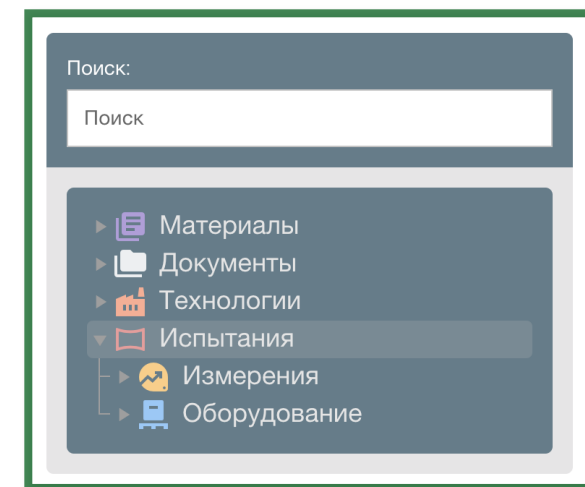 Поиск:
Поиск
Материалы
Документы
Технологии
Испытания
Измерения
Оборудование